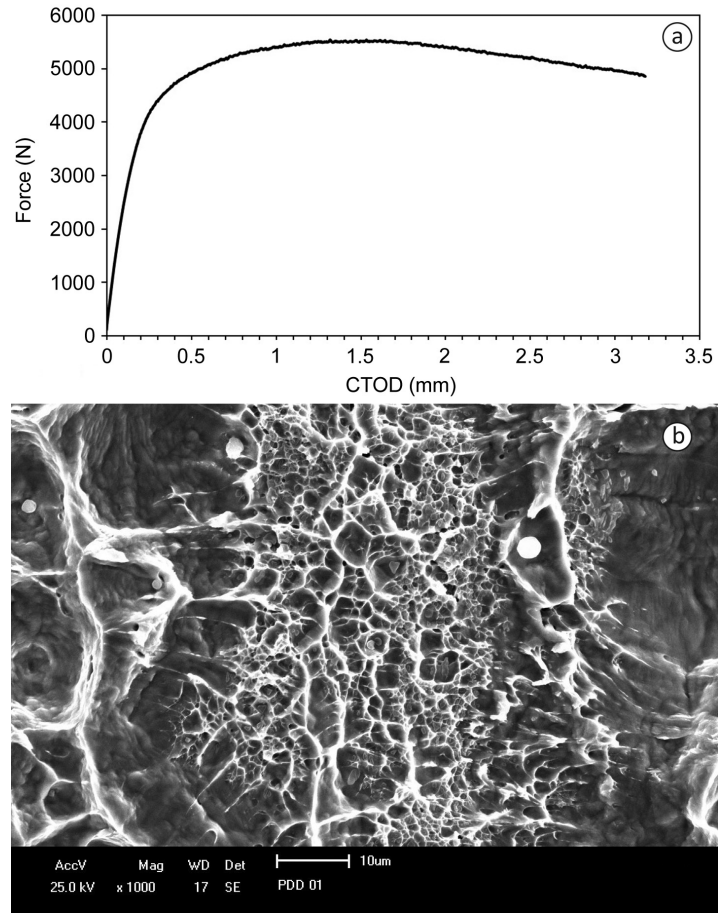 6000
a
5000
4000
3000
2000
1000
0
Force (N)
0 0.5 1 1.5 2 2.5 3 3.5
CTOD (mm)
b
AccV Mag WD Det 10um
25.0 kV x 1000 17 SE PDD 01